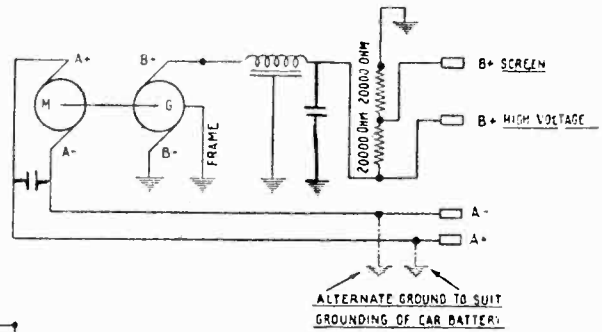 A+
B+
20000 OHM
20000 OHM
B+ SCREEN
M
G
B+ HIGH VOLTAGE
A-
B-
FRAME
A-
A+
ALTERNATE GROUND TO SUIT
GROUNDING OF CAR BATTERY